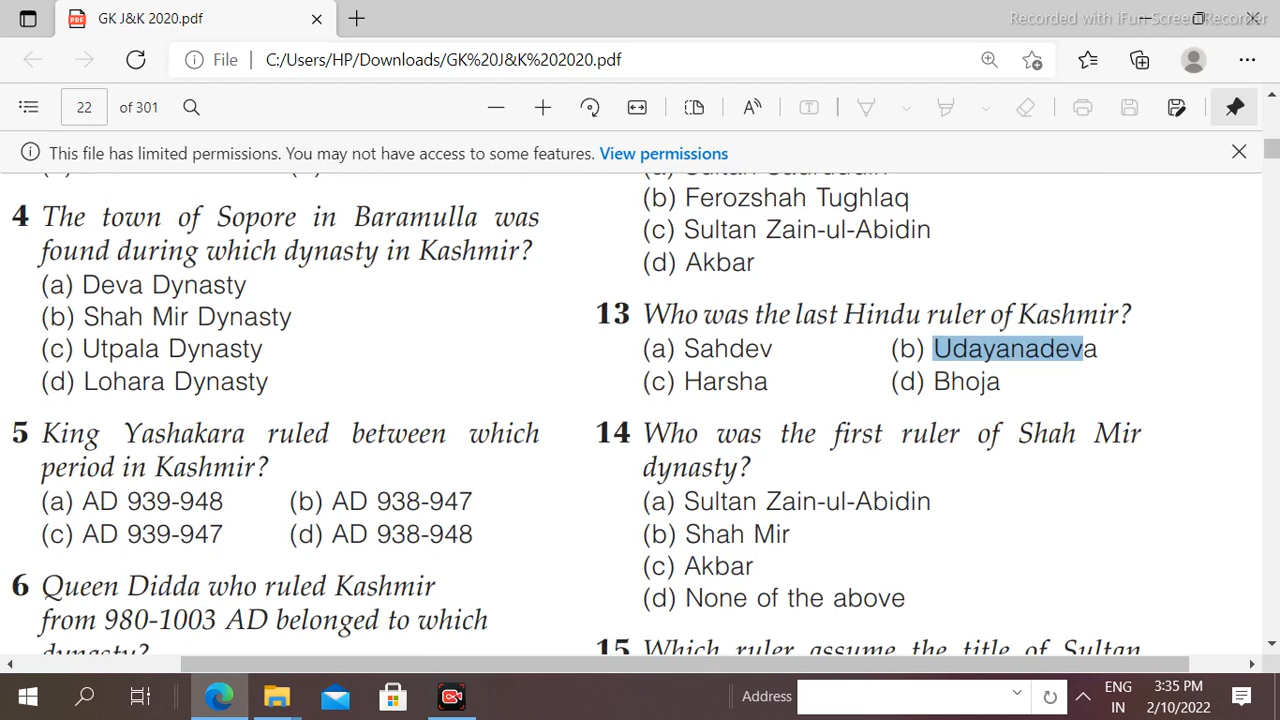 GK J&K 2020.pdf
Recorded with iFun Screen Recorder
File C:/Users/HP/Downloads/GK%20J&K%202020.pdf
22 of 301
This file has limited permissions. You may not have access to some features. View permissions
4 The town of Sopore in Baramulla was
found during which dynasty in Kashmir?
(a) Deva Dynasty
(b) Shah Mir Dynasty
(c) Utpala Dynasty
(d) Lohara Dynasty
5 King Yashakara ruled between which
period in Kashmir?
(a) AD 939-948 (b) AD 938-947
(c) AD 939-947 (d) AD 938-948
6 Queen Didda who ruled Kashmir
from 980-1003 AD belonged to which
dynasty?
(b) Ferozshah Tughlaq
(c) Sultan Zain-ul-Abidin
(d) Akbar
13 Who was the last Hindu ruler of Kashmir?
(a) Sahdev (b) Udayanadeva
(c) Harsha (d) Bhoja
14 Who was the first ruler of Shah Mir
dynasty?
(a) Sultan Zain-ul-Abidin
(b) Shah Mir
(c) Akbar
(d) None of the above
15 Which ruler assume the title of Sultan
Address
ENG
IN
3:35 PM
2/10/2022